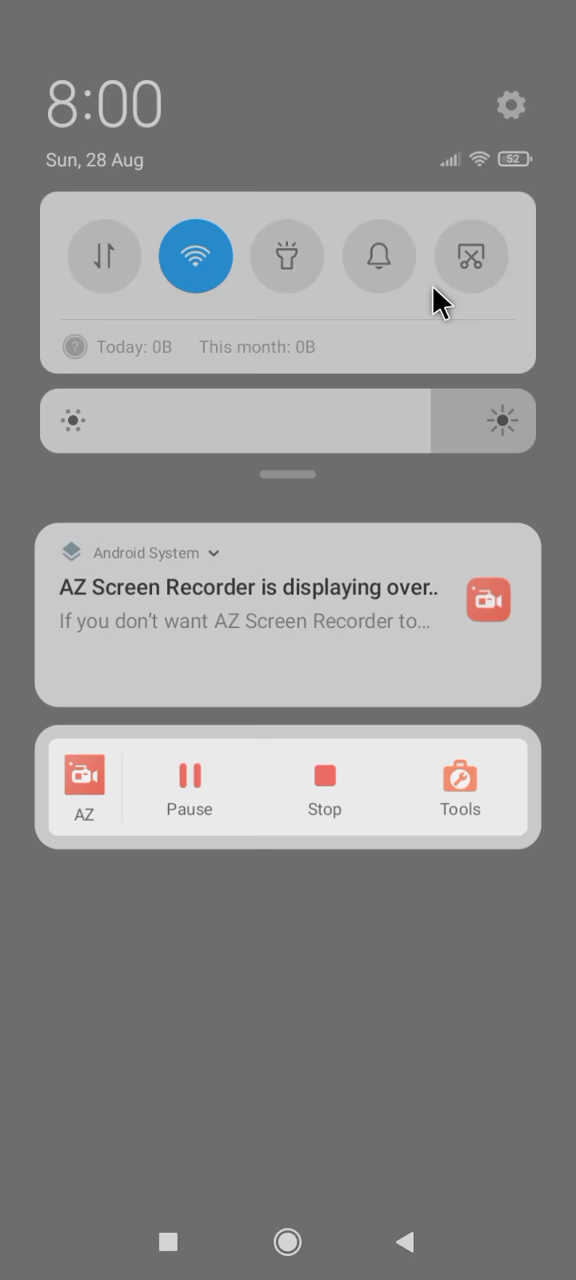 8:00
Sun, 28 Aug
52
Today: 0B This month: 0B
Android System
AZ Screen Recorder is displaying over..
If you don't want AZ Screen Recorder to...
AZ
Pause
Stop
Tools